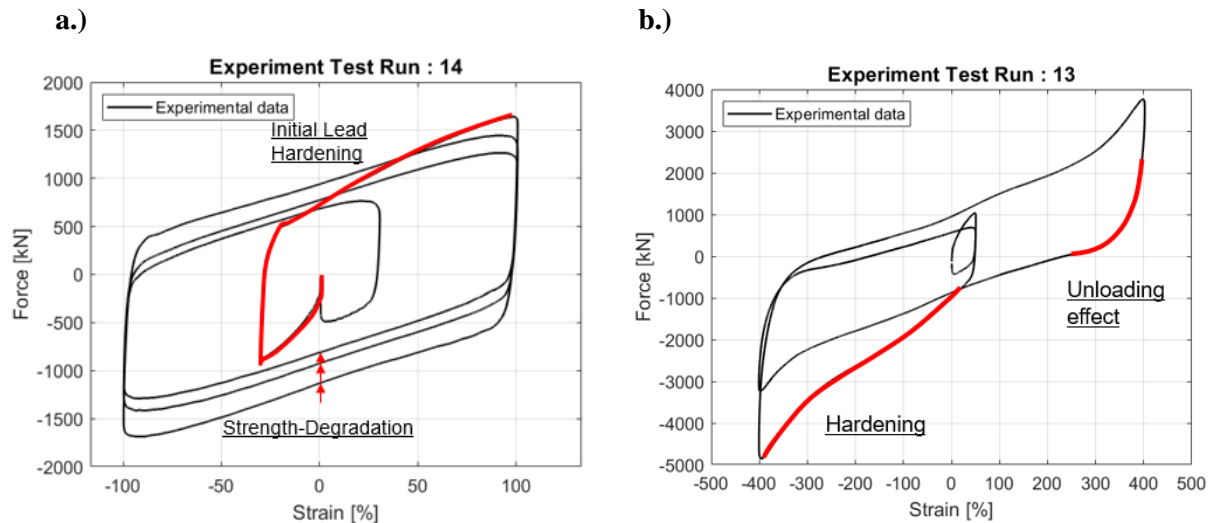 a.)
Experiment Test Run : 14
Experimental data
Initial Lead
Hardening
Strength-Degradation
Force [kN]
2000
1500
1000
500
0
-500
-1000
-1500
-2000
-100
-50
0
50
100
Strain [%]
b.)
Experiment Test Run : 13
Experimental data
Unloading
effect
Hardening
Force [kN]
4000
3000
2000
1000
0
-1000
-2000
-3000
-4000
-5000
-500 -400 -300 -200 -100 0 100 200 300 400 500
Strain [%]